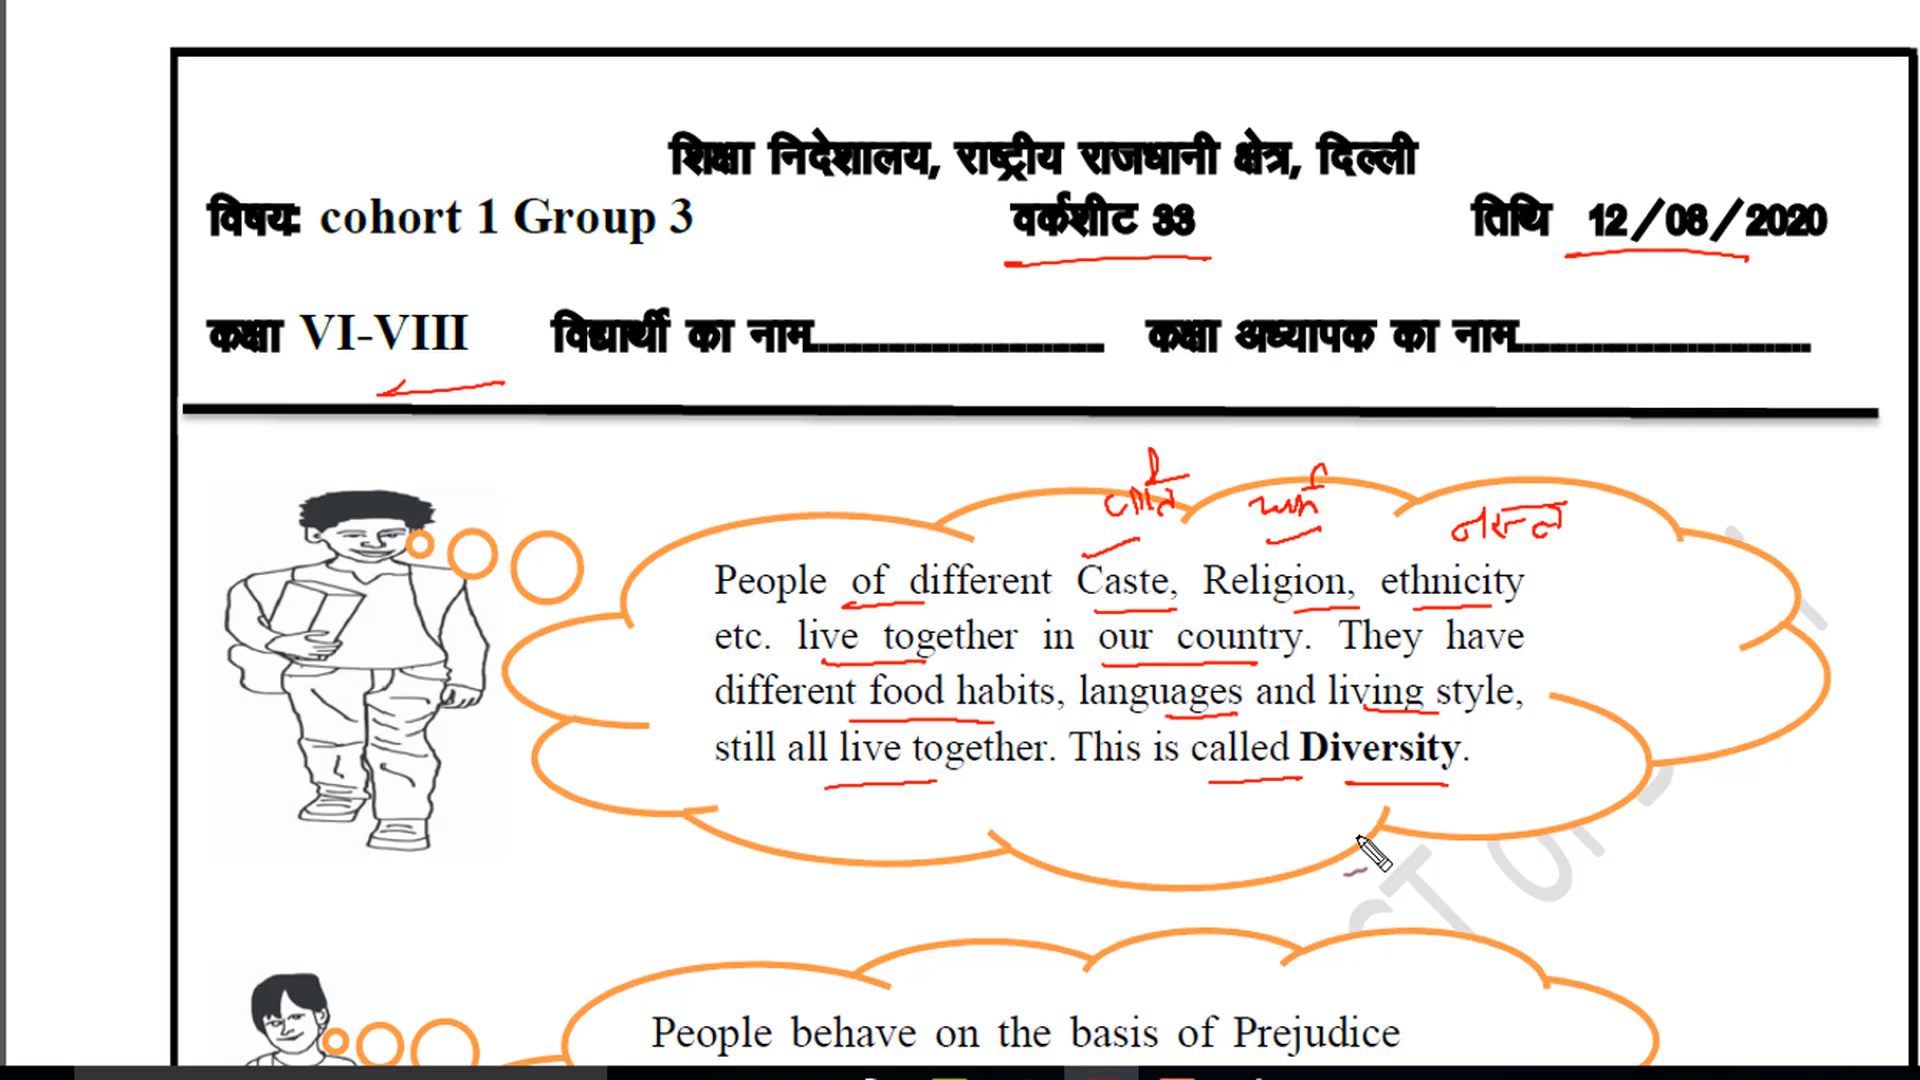 शिक्षा निदेशालय, राष्ट्रीय राजधानी क्षेत्र, दिल्ली
विषय: cohort 1 Group 3 वर्कशीट 33 तिथि 12/08/2020
कक्षा VI-VIII विद्यार्थी का नाम............................ कक्षा अध्यापक का नाम............................
जाति धर्म नस्ल
People of different Caste, Religion, ethnicity
etc. live together in our country. They have
different food habits, languages and living style,
still all live together. This is called Diversity.
People behave on the basis of Prejudice